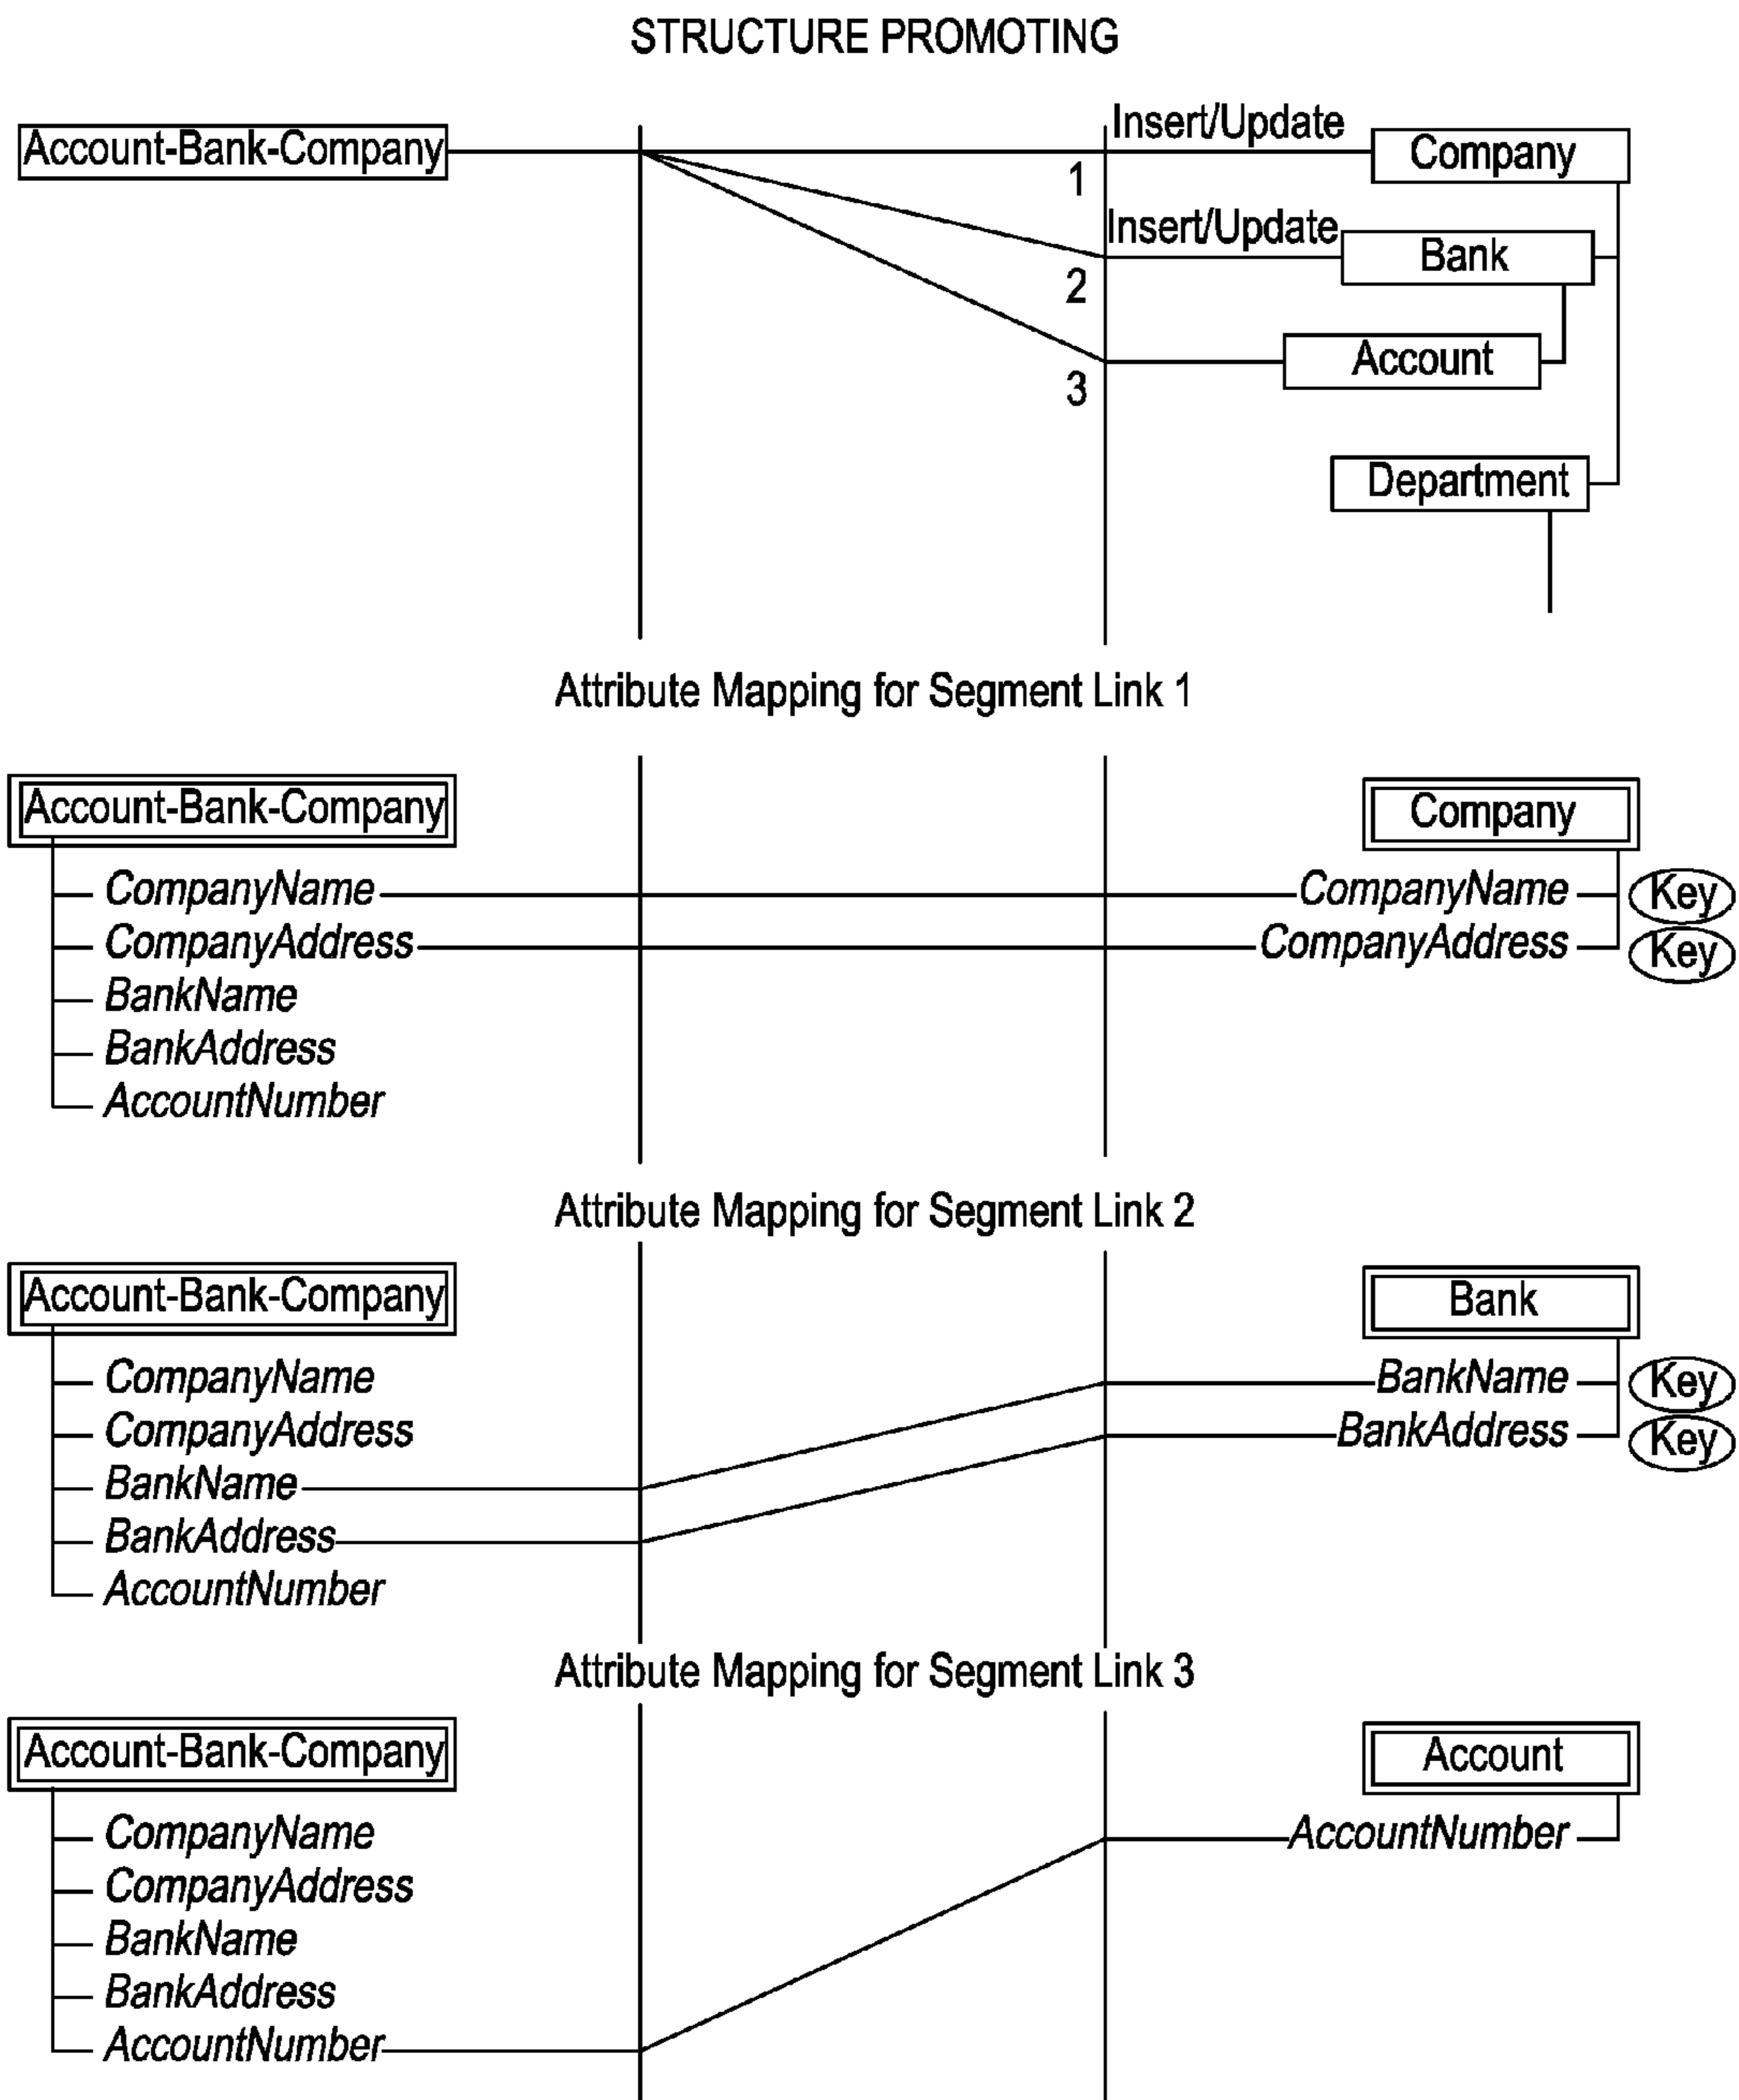 STRUCTURE PROMOTING
Account-Bank-Company
Insert/Update
Company
1
Insert/Update
Bank
2
Account
3
Department
Attribute Mapping for Segment Link 1
Account-Bank-Company
Company
CompanyName
CompanyName
Key
CompanyAddress
CompanyAddress
Key
BankName
BankAddress
AccountNumber
Attribute Mapping for Segment Link 2
Account-Bank-Company
Bank
CompanyName
BankName
Key
CompanyAddress
BankAddress
Key
BankName
BankAddress
AccountNumber
Attribute Mapping for Segment Link 3
Account-Bank-Company
Account
CompanyName
AccountNumber
CompanyAddress
BankName
BankAddress
AccountNumber